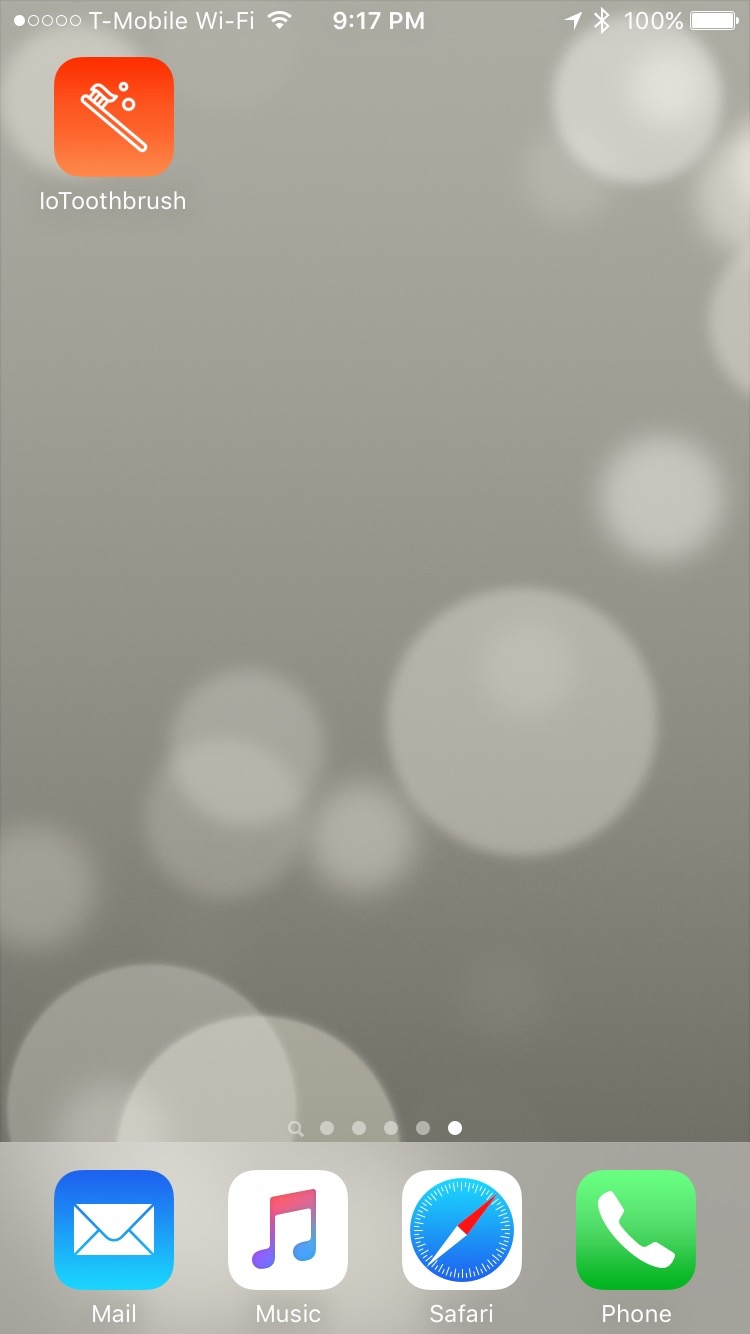 T-Mobile Wi-Fi 9:17 PM 100%
IoToothbrush
Mail Music Safari Phone